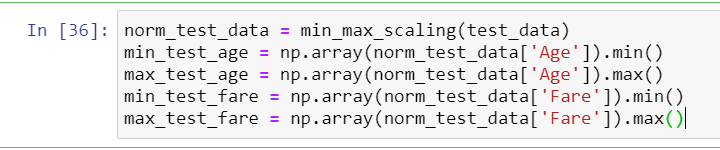 In [36]: norm_test_data = min_max_scaling(test_data)
min_test_age = np.array(norm_test_data['Age']).min()
max_test_age = np.array(norm_test_data['Age']).max()
min_test_fare = np.array(norm_test_data['Fare']).min()
max_test_fare = np.array(norm_test_data['Fare']).max()